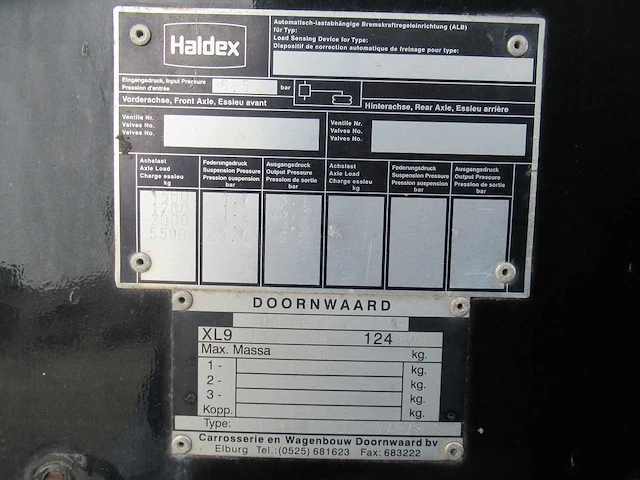 Haldex
Automatisch-lastabhängige Bremskraftregeleinrichtung (ALB)
für Typ:
Load Sensing Device for Type:
Dispositif de correction automatique de freinage pour type:
Eingangsdruck, Input Pressure
Pression d'entrée
bar
Vorderachse, Front Axle, Essieu avant
Hinterachse, Rear Axle, Essieu arrière
Ventile Nr.
Valves No.
Valves No.
Ventile Nr.
Valves No.
Valves No.
Achslast Federungsdruck Ausgangsdruck Achslast Federungsdruck Ausgangsdruck
Axle Load Suspension Pressure Output Pressure Axle Load Suspension Pressure Output Pressure
Charge essieu Pression suspension Pression de sortie Charge essieu Pression suspension Pression de sortie
kg bar bar kg bar bar
2000
5500
DOORNWAARD
XL9 124
Max. Massa kg.
1 - kg.
2 - kg.
3 - kg.
Kopp. kg.
Type:
Carrosserie en Wagenbouw Doornwaard bv
Elburg Tel.:(0525) 681623 Fax: 683222